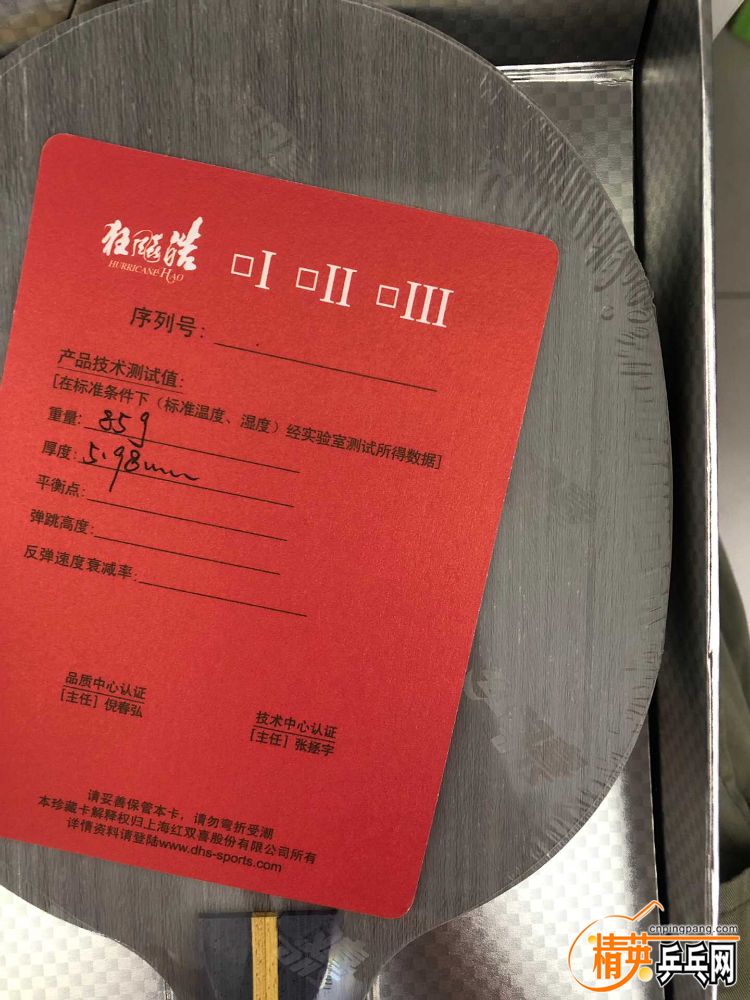 狂飚皓
HURRICANE HAO
□I □II □III
序列号:
产品技术测试值:
[在标准条件下(标准温度、湿度)经实验室测试所得数据]
重量: 85g
厚度: 5.98mm
平衡点:
弹跳高度:
反弹速度衰减率:
品质中心认证
[主任] 倪春弘
技术中心认证
[主任] 张拯宇
请妥善保管本卡,请勿弯折受潮
本珍藏卡解释权归上海红双喜股份有限公司所有
详情资料请登陆www.dhs-sports.com
cnpingpang.com
精英乒乓网